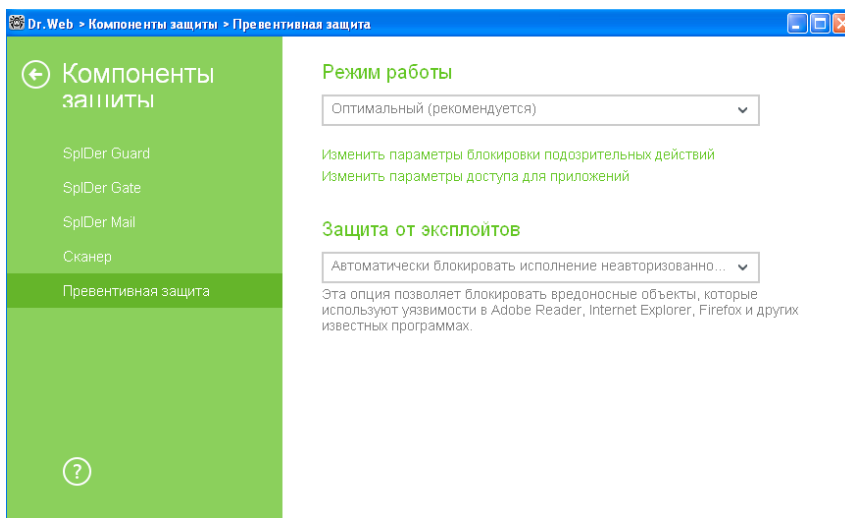 Dr.Web > Компоненты защиты > Превентивная защита
Компоненты
защиты
SpIDer Guard
SpIDer Gate
SpIDer Mail
Сканер
Превентивная защита
?
Режим работы
Оптимальный (рекомендуется)
Изменить параметры блокировки подозрительных действий
Изменить параметры доступа для приложений
Защита от эксплойтов
Автоматически блокировать исполнение неавторизованно...
Эта опция позволяет блокировать вредоносные объекты, которые
используют уязвимости в Adobe Reader, Internet Explorer, Firefox и других
известных программах.